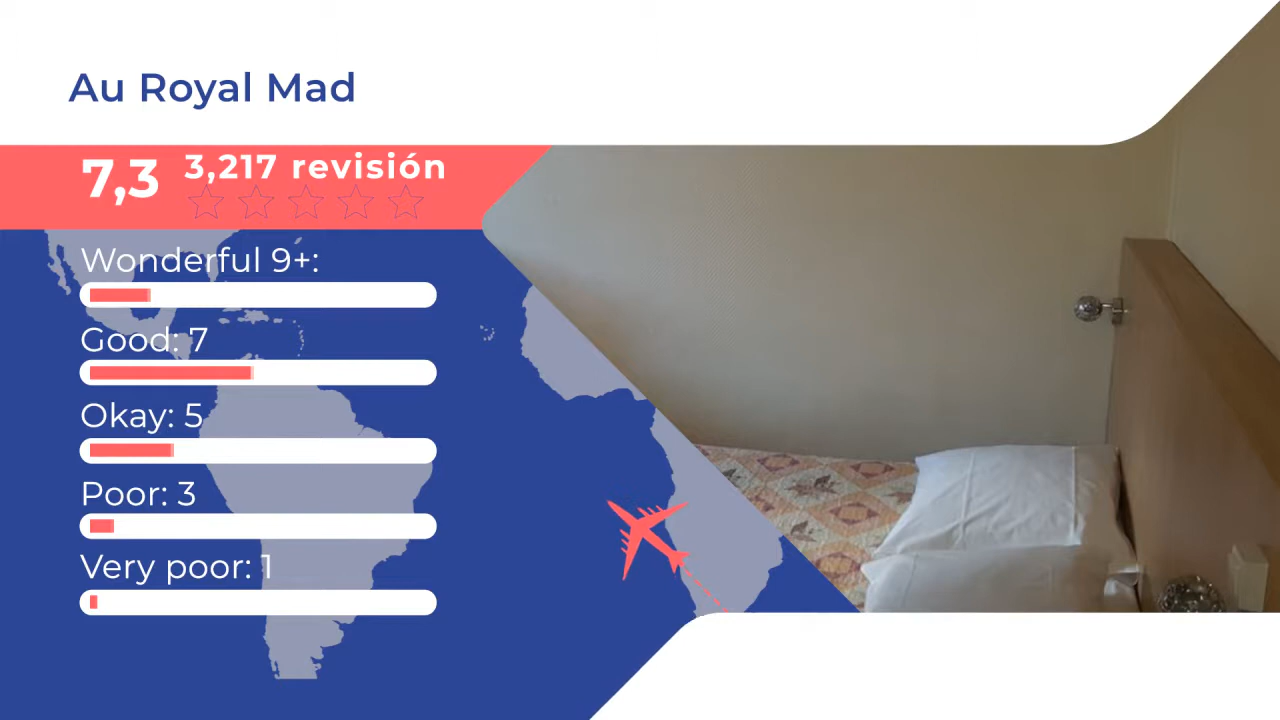 Au Royal Mad
7,3
3,217 revisión
Wonderful 9+:
Good: 7
Okay: 5
Poor: 3
Very poor: 1